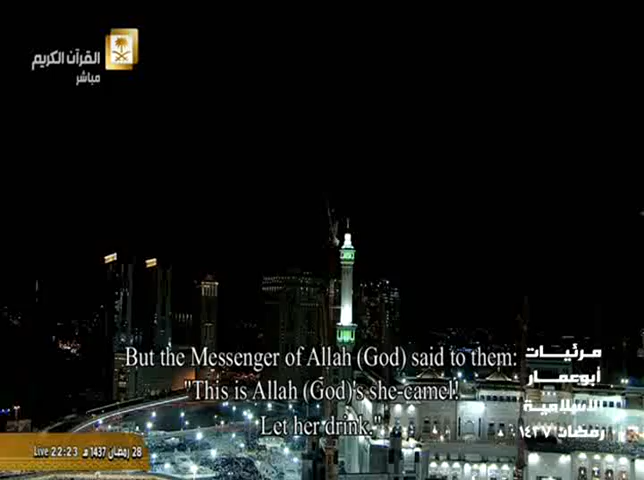 القرآن الكريم
مباشر
But the Messenger of Allah (God) said to them:
"This is Allah (God)'s she-camel!
Let her drink."
مرئيات
أبوعمار
الإسلامية
رمضان ١٤٣٧
Live 22:23 28 رمضان 1437 هـ